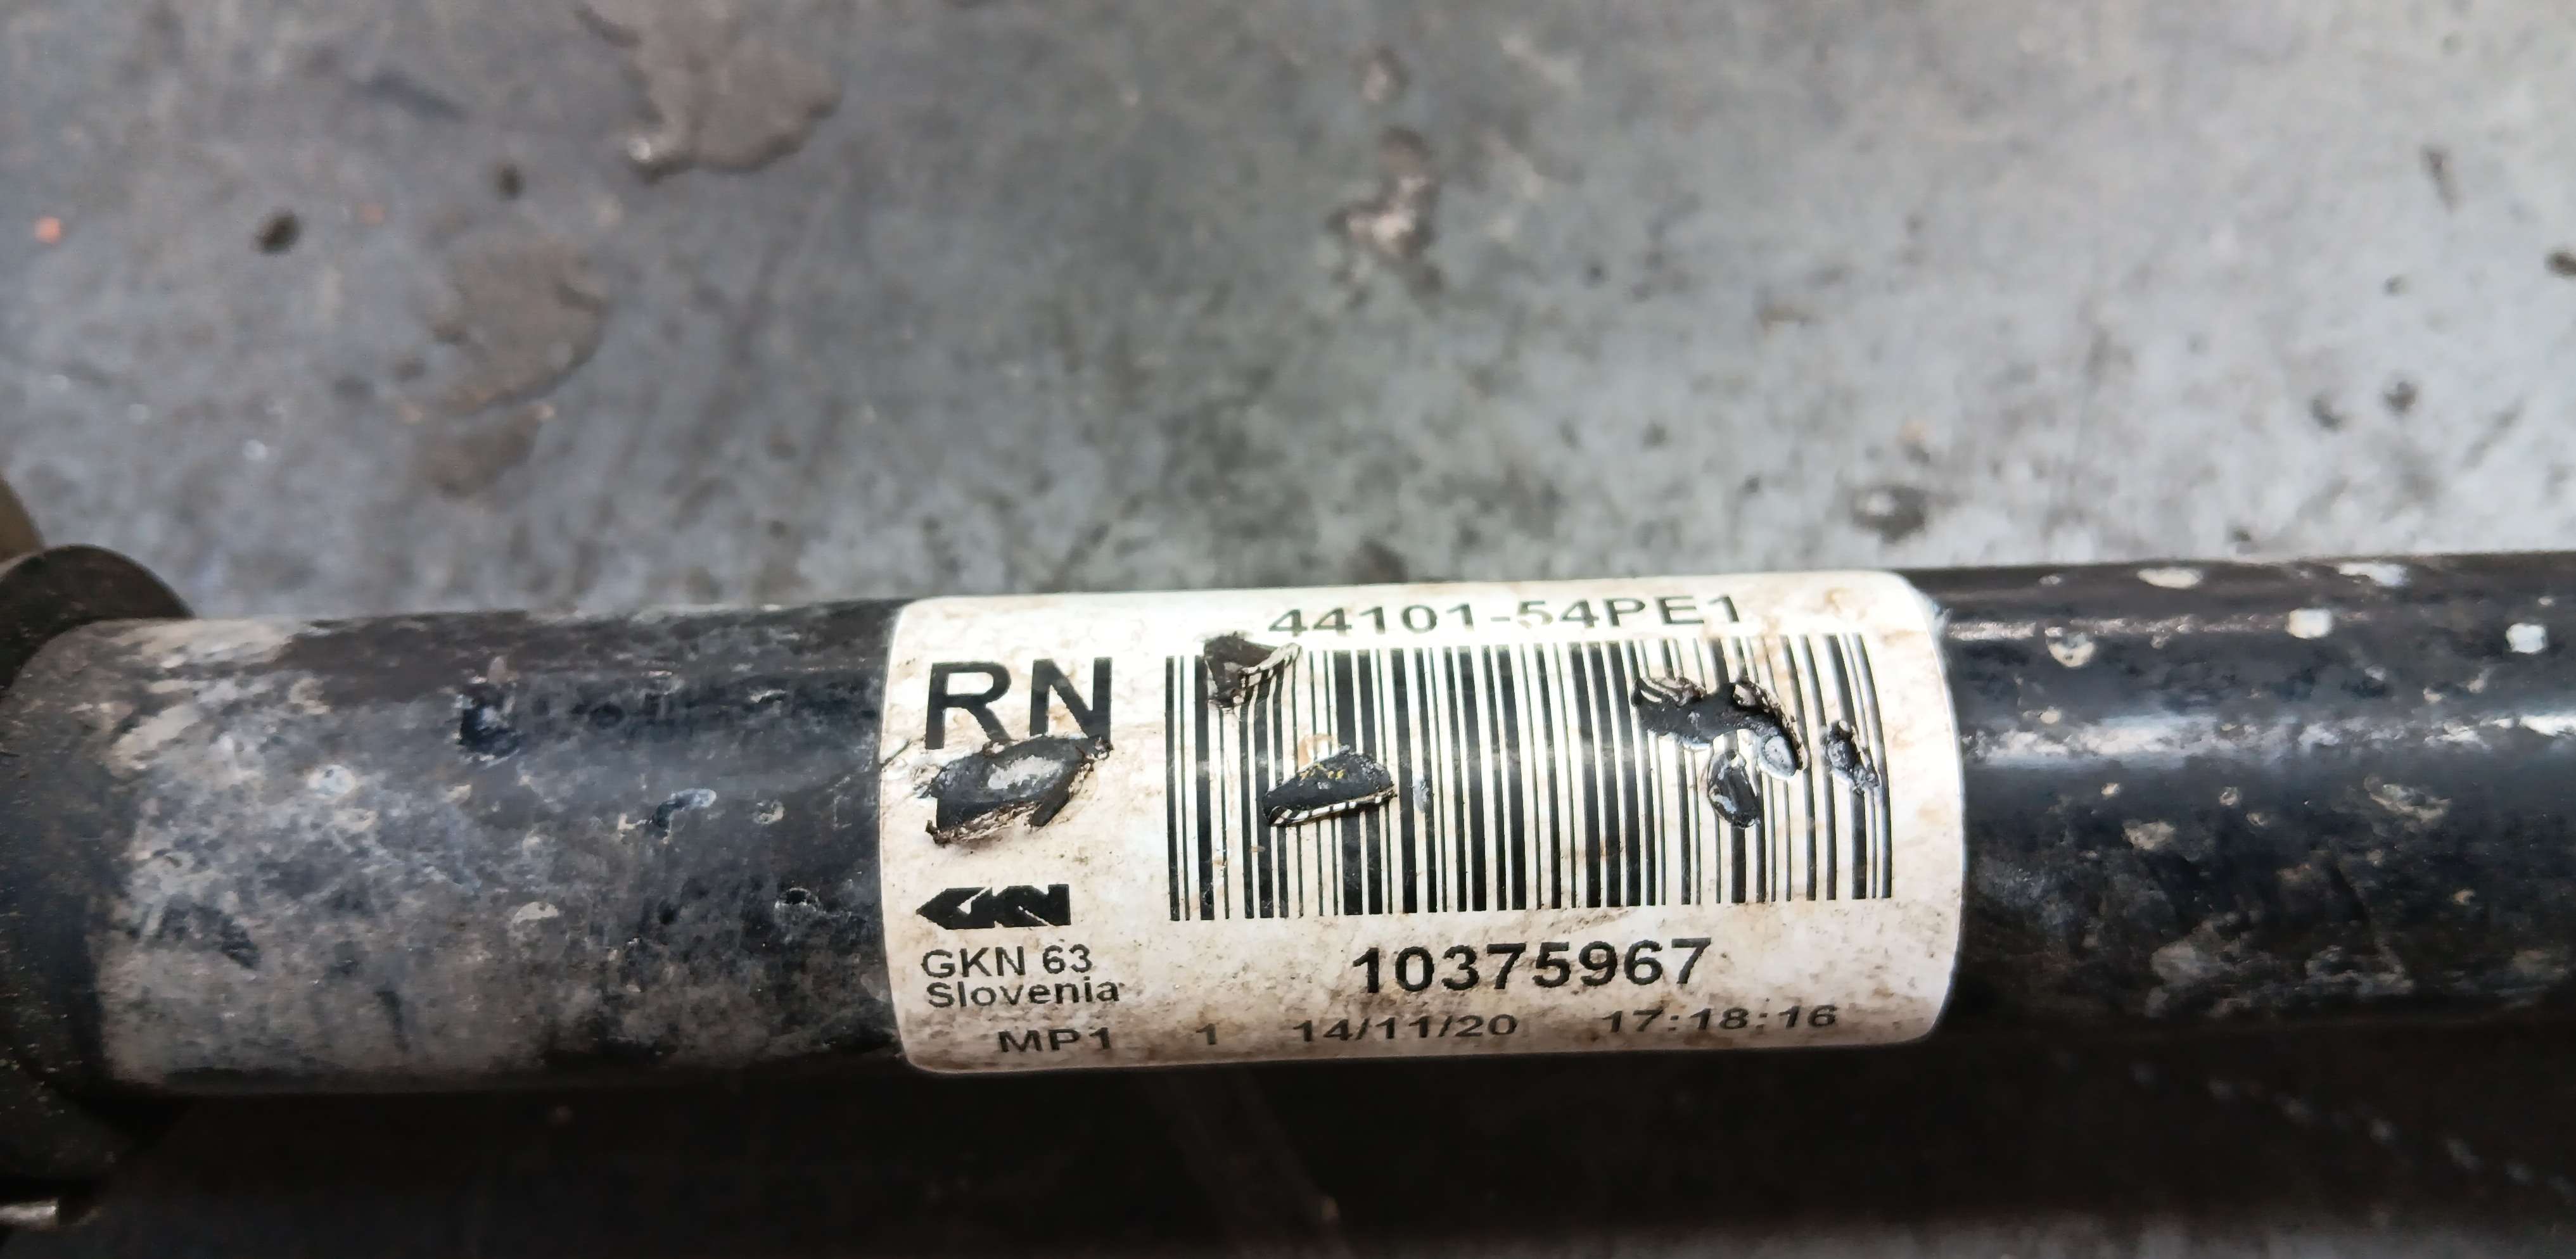 44101-54PE1
RN
GKN
GKN 63
Slovenia
10375967
MP1 1 14/11/20 17:18:16